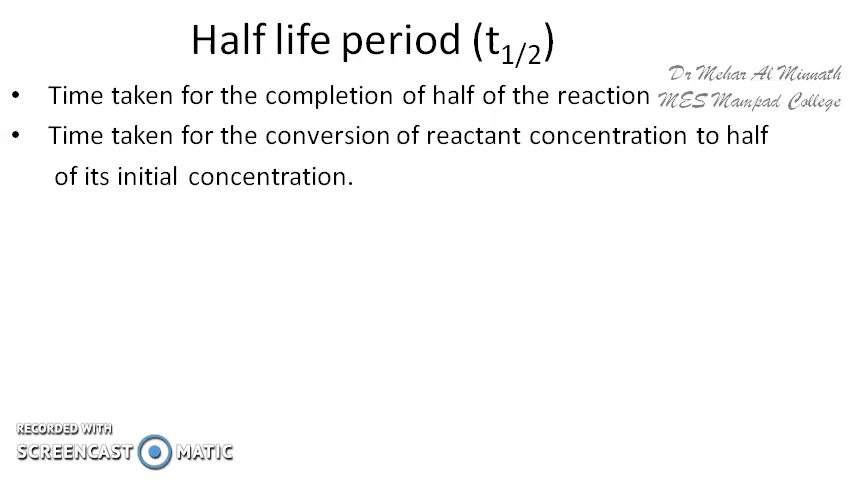 Half life period (t1/2)
Dr Mehar Al Minnath
• Time taken for the completion of half of the reaction
MES Mampad College
• Time taken for the conversion of reactant concentration to half
of its initial concentration.
RECORDED WITH
SCREENCAST MATIC